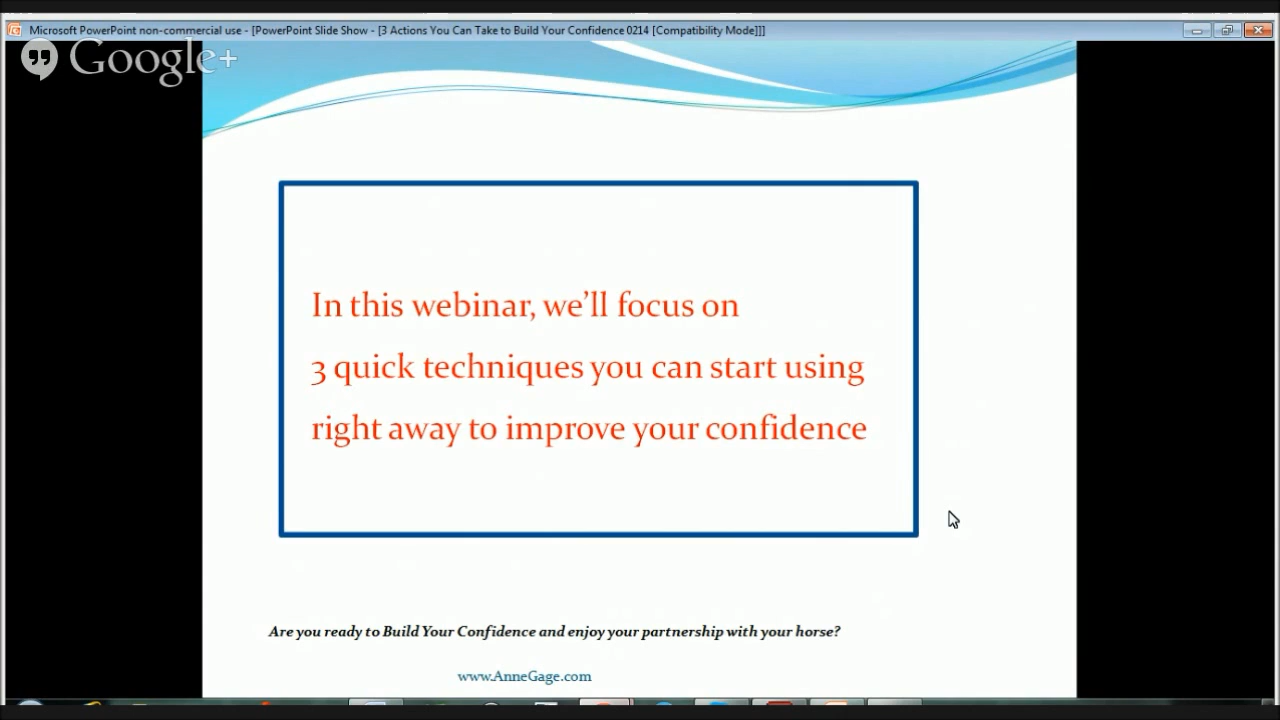 Microsoft PowerPoint non-commercial use - [PowerPoint Slide Show - [3 Actions You Can Take to Build Your Confidence 0214 [Compatibility Mode]]]
Google+
In this webinar, we’ll focus on
3 quick techniques you can start using
right away to improve your confidence
Are you ready to Build Your Confidence and enjoy your partnership with your horse?
www.AnneGage.com